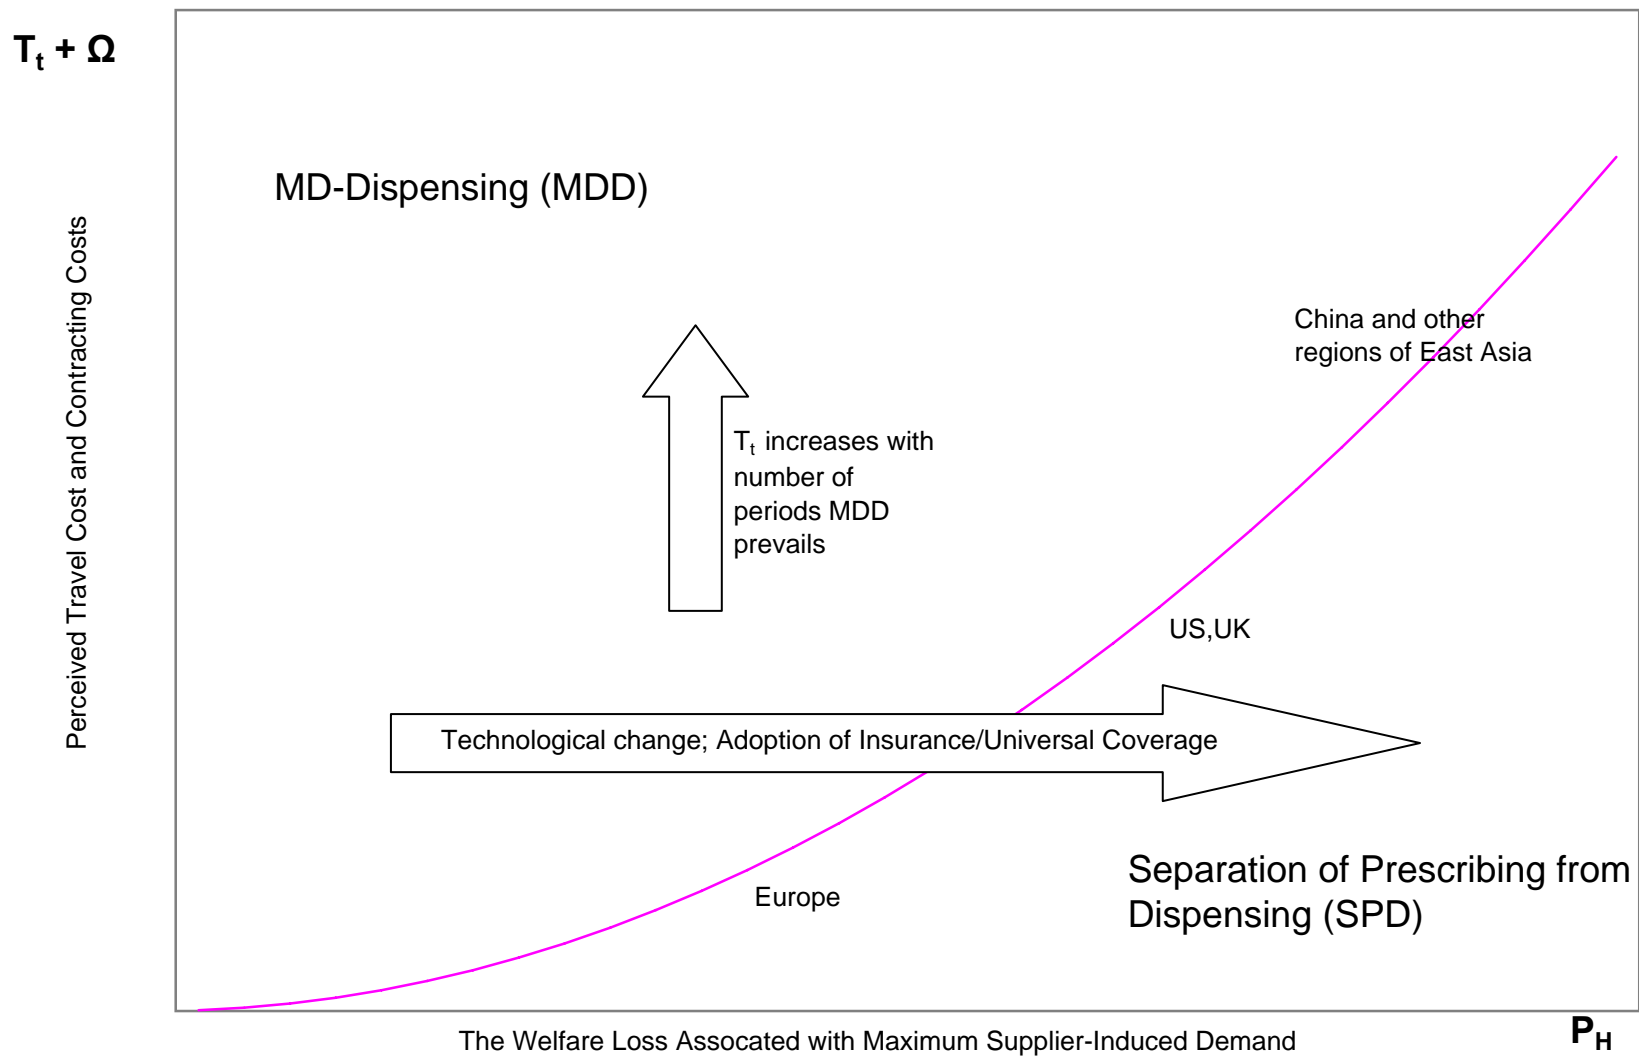 Tt + Ω
MD-Dispensing (MDD)
Perceived Travel Cost and Contracting Costs
China and other
regions of East Asia
Tt increases with
number of
periods MDD
prevails
US,UK
Technological change; Adoption of Insurance/Universal Coverage
Europe
Separation of Prescribing from
Dispensing (SPD)
The Welfare Loss Assocated with Maximum Supplier-Induced Demand
PH